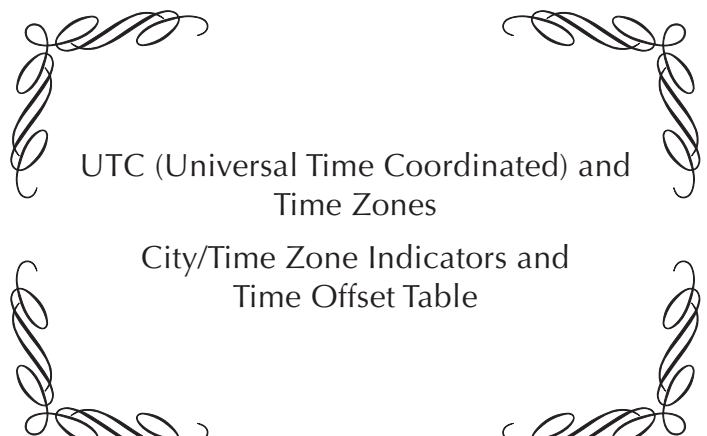 UTC (Universal Time Coordinated) and
Time Zones
City/Time Zone Indicators and
Time Offset Table